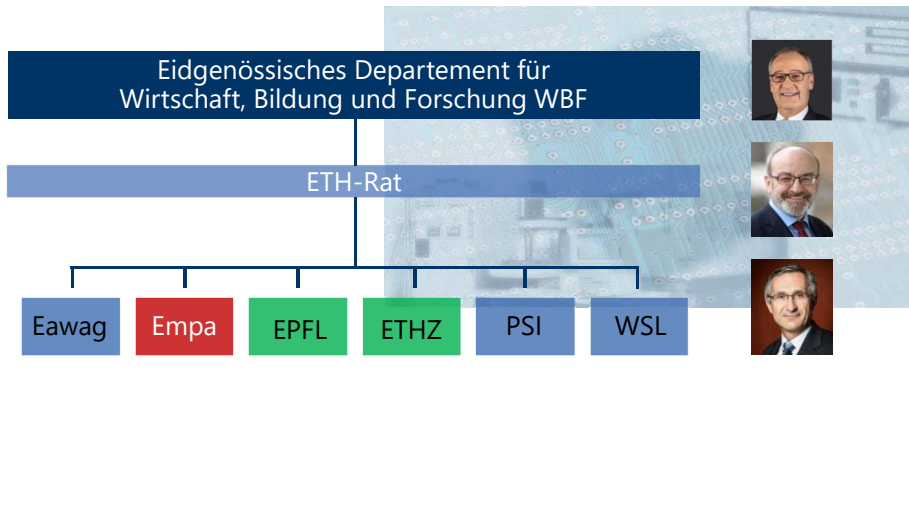 Eidgenössisches Departement für
Wirtschaft, Bildung und Forschung WBF
ETH-Rat
Eawag
Empa
EPFL
ETHZ
PSI
WSL